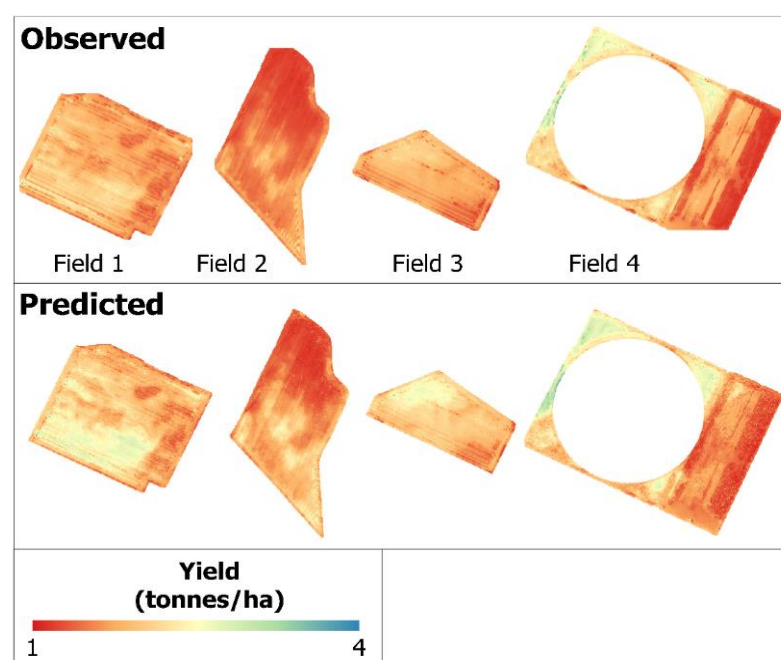 Observed
Field 1 Field 2 Field 3 Field 4
Predicted
Yield
(tonnes/ha)
1 4